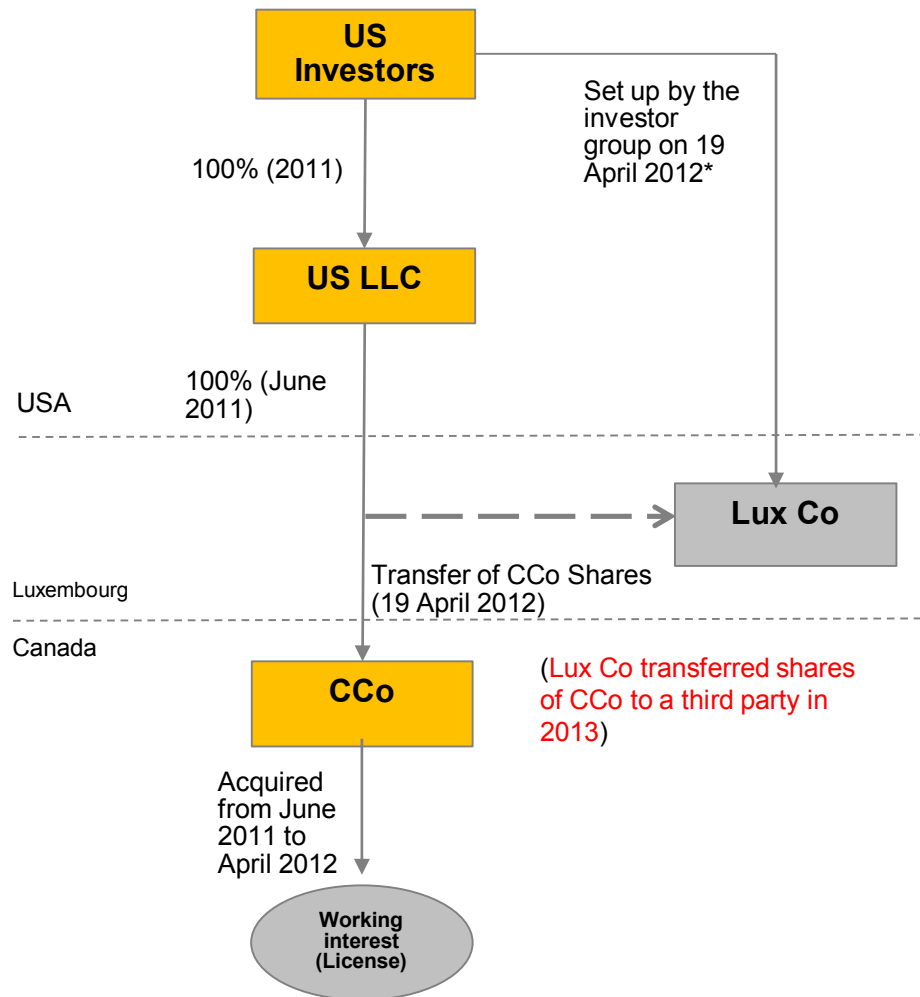 US
Investors
Set up by the
investor
group on 19
April 2012*
100% (2011)
US LLC
100% (June
2011)
USA
Lux Co
Transfer of CCo Shares
(19 April 2012)
Luxembourg
Canada
CCo
(Lux Co transferred shares
of CCo to a third party in
2013)
Acquired
from June
2011 to
April 2012
Working
interest
(License)